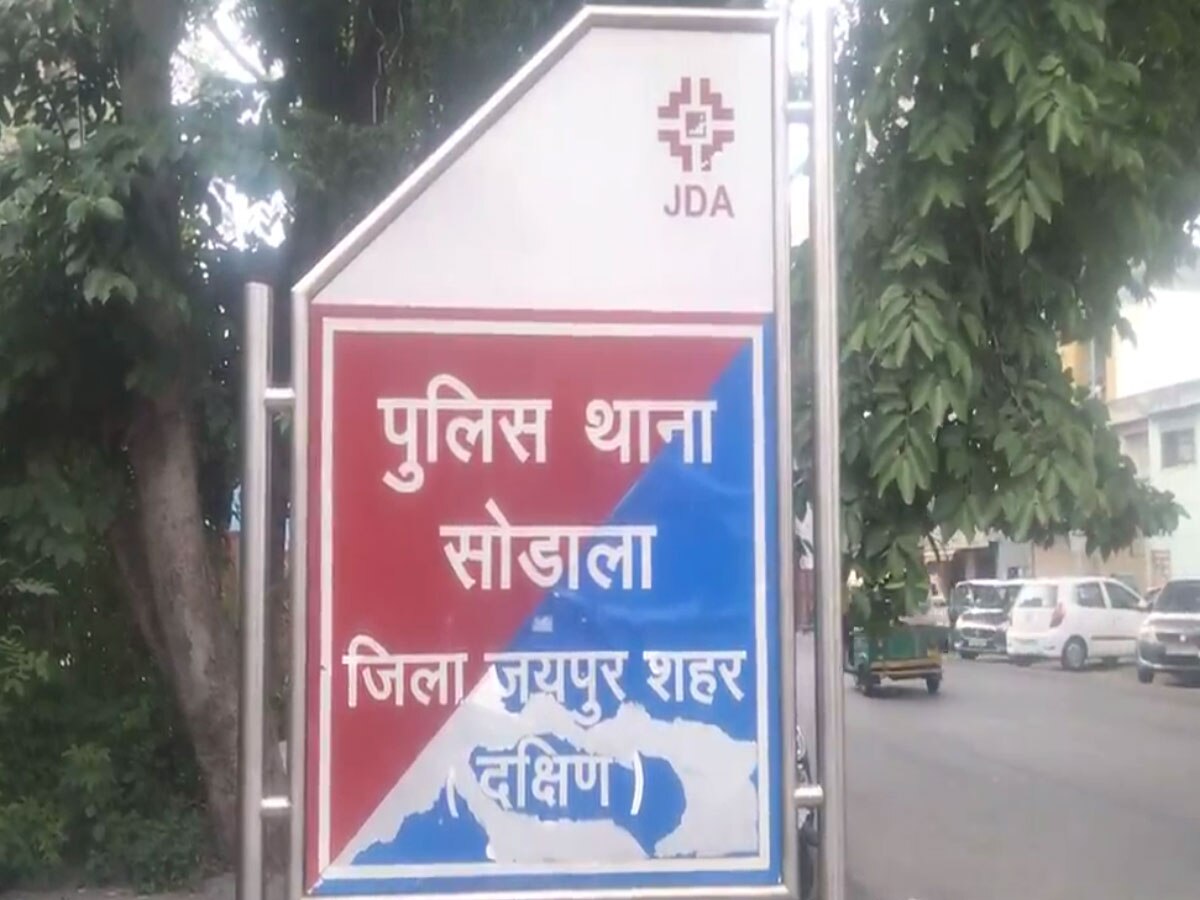 JDA
पुलिस थाना
सोडाला
जिला जयपुर शहर
( दक्षिण )